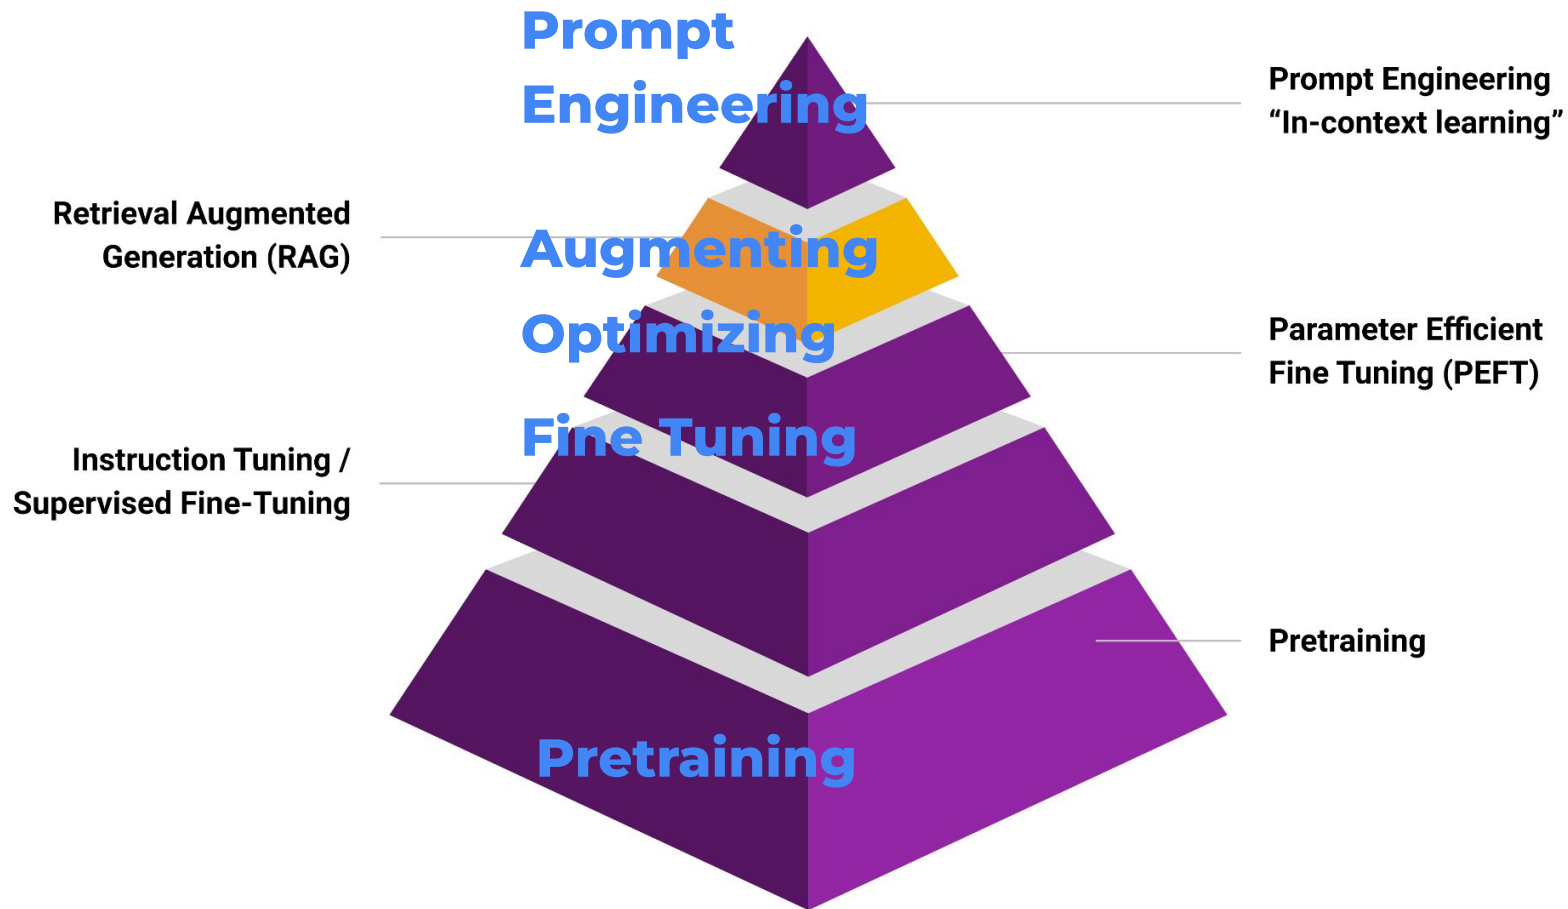 Prompt
Engineering
Prompt Engineering
“In-context learning”
Retrieval Augmented
Generation (RAG)
Augmenting
Optimizing
Parameter Efficient
Fine Tuning (PEFT)
Fine Tuning
Instruction Tuning /
Supervised Fine-Tuning
Pretraining
Pretraining